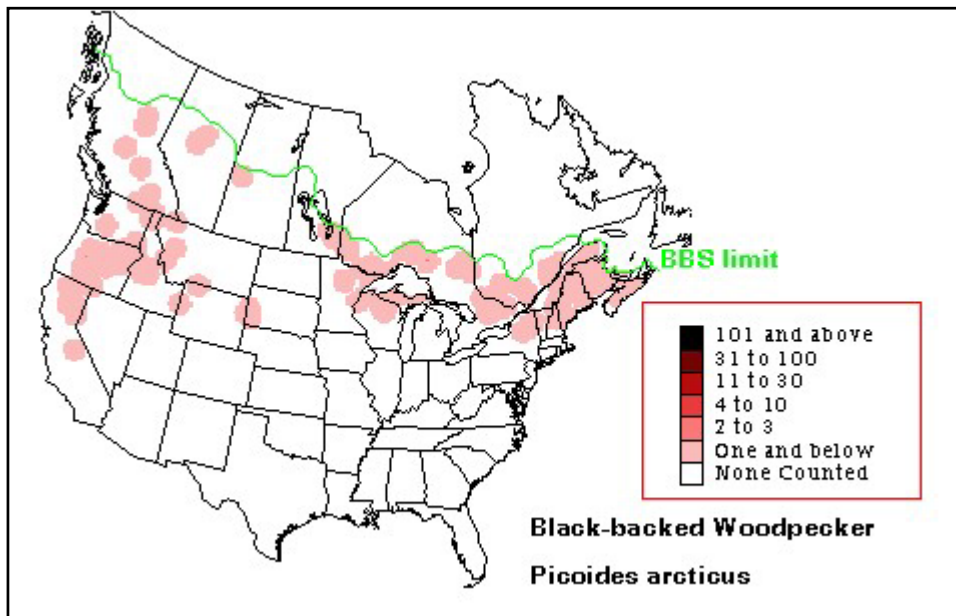 BBS limit
101 and above
31 to 100
11 to 30
4 to 10
2 to 3
One and below
None Counted
Black-backed Woodpecker
Picoides arcticus